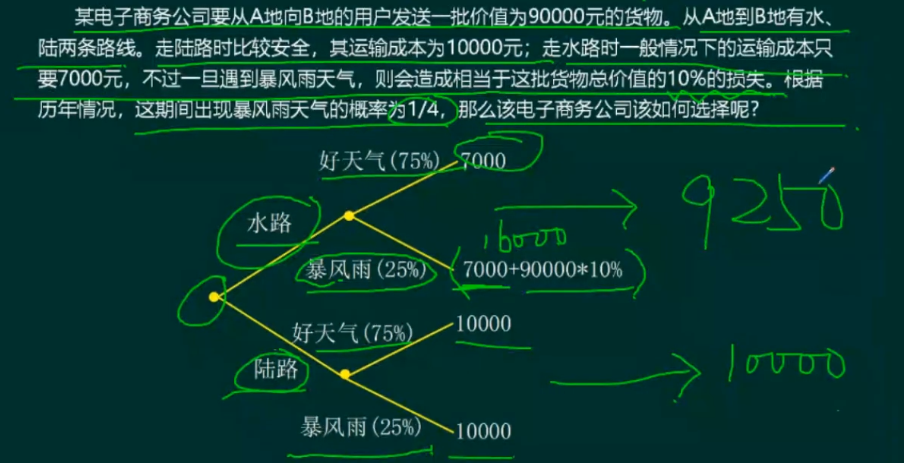 某电子商务公司要从A地向B地的用户发送一批价值为90000元的货物。从A地到B地有水、
陆两条路线。走陆路时比较安全，其运输成本为10000元；走水路时一般情况下的运输成本只
要7000元，不过一旦遇到暴风雨天气，则会造成相当于这批货物总价值的10%的损失。根据
历年情况，这期间出现暴风雨天气的概率为1/4，那么该电子商务公司该如何选择呢？
好天气(75%) 7000
9250
水路
16000
暴风雨(25%) 7000+90000*10%
好天气(75%) 10000
陆路
10000
暴风雨(25%) 10000